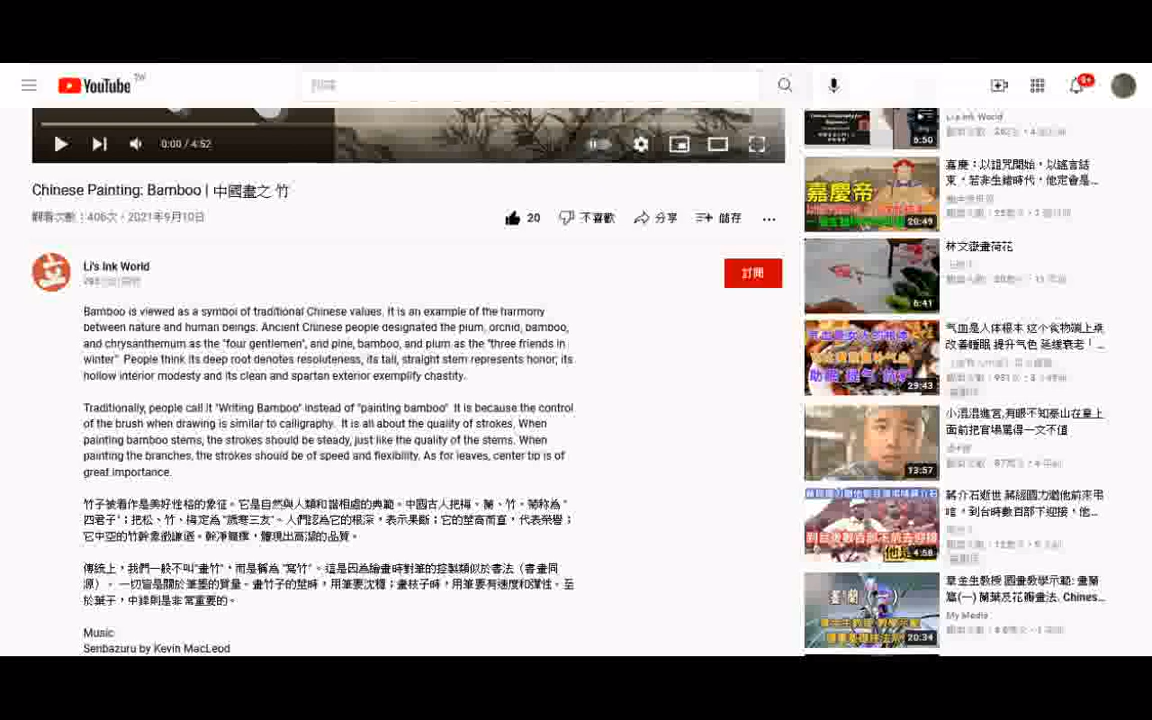 YouTube TW
9+
0:00 / 4:52
Chinese Painting: Bamboo | 中國畫之 竹
觀看次數：406次・2021年9月10日
20
不喜歡
分享
儲存
Li's Ink World
訂閱
Bamboo is viewed as a symbol of traditional Chinese values. It is an example of the harmony
between nature and human beings. Ancient Chinese people designated the plum, orchid, bamboo,
and chrysanthemum as the "four gentlemen", and pine, bamboo, and plum as the "three friends in
winter". People think its deep root denotes resoluteness, its tall, straight stem represents honor, its
hollow interior modesty and its clean and spartan exterior exemplify chastity.
Traditionally, people call it "Writing Bamboo" instead of "painting bamboo". It is because the control
of the brush when drawing is similar to calligraphy. It is all about the quality of strokes. When
painting bamboo stems, the strokes should be steady, just like the quality of the stems. When
painting the branches, the strokes should be of speed and flexibility. As for leaves, center tip is of
great importance.
竹子被看作是美好性格的象征。它是自然與人類和諧相處的典範。中國古人把梅、蘭、竹、菊称為"
四君子"；把松、竹、梅定為"歲寒三友"。人們認為它的根深，表示果斷；它的莖高而直，代表荣譽；
它中空的竹幹象徵謙遜。幹淨簡樸，體現出高潔的品質。
傳統上，我們一般不叫"畫竹"，而是稱為 "寫竹"。這是因為繪畫時對筆的控製類似於書法（書畫同
源）。 一切皆是關於筆墨的質量。畫竹子的莖時，用筆要沈穩；畫枝子時，用筆要有速度和彈性。至
於葉子，中鋒則是非常重要的。
Music
Senbazuru by Kevin MacLeod
Li's Ink World
6:50
嘉慶：以詛咒開始，以謠言結
束，若非生錯時代，他定會是...
嘉慶帝
20:49
林文嶽畫荷花
6:41
气血是人体根本 这个食物端上桌
改善睡眠 提升气色 延缓衰老「...
29:43
小混混進宮,有眼不知泰山在皇上
面前把官場罵得一文不值
13:57
蔣介石逝世 蔣經國力邀他前來弔
唁，到台時數百部下迎接，他...
4:56
章金生教授 國畫教學示範: 畫蘭
篇(一) 蘭葉及花瓣畫法. Chines...
My Media
20:34